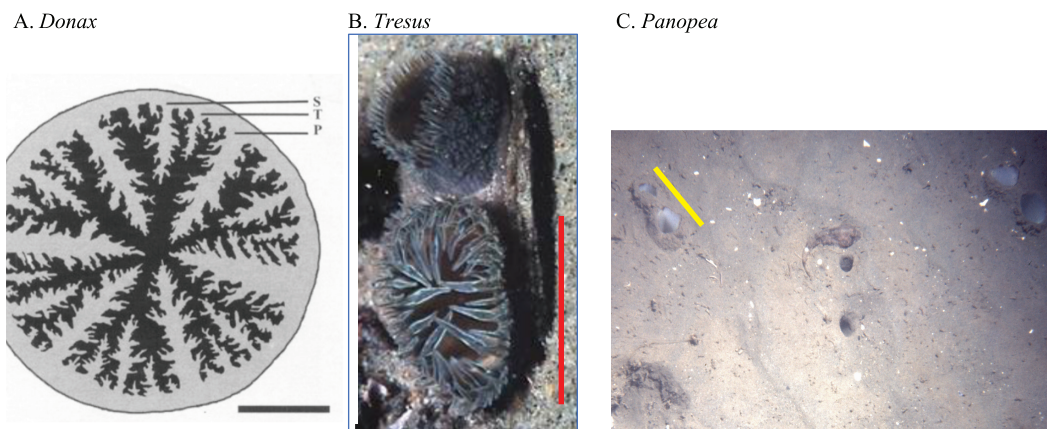 A. Donax
B. Tresus
C. Panopea
S
T
P